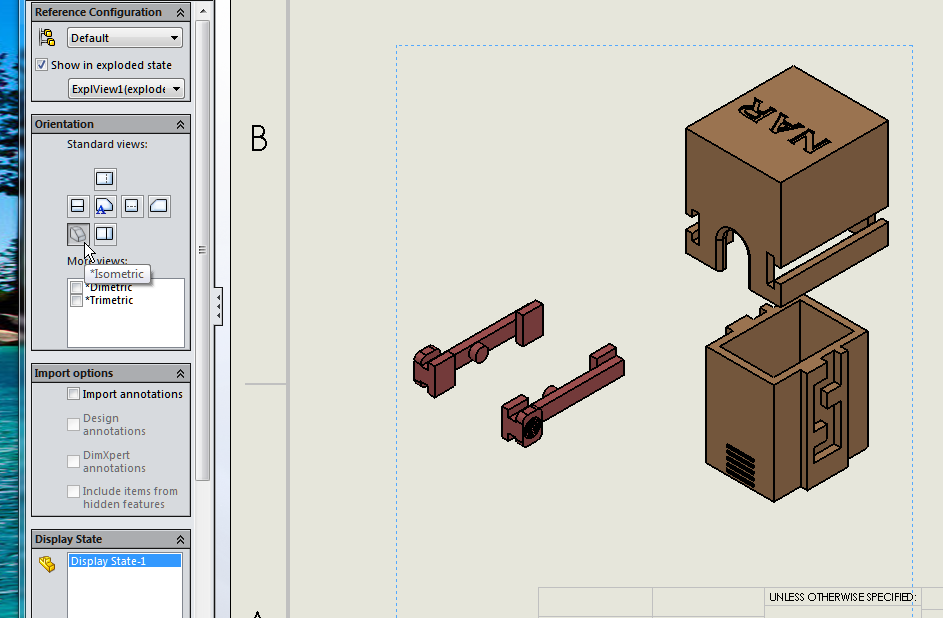 Reference Configuration
Default
Show in exploded state
ExplView1(explode
Orientation
Standard views:
A
More views:
*Isometric
*Dimetric
*Trimetric
Import options
Import annotations
Design
annotations
DimXpert
annotations
Include items from
hidden features
Display State
Display State-1
B
NAR
UNLESS OTHERWISE SPECIFIED: